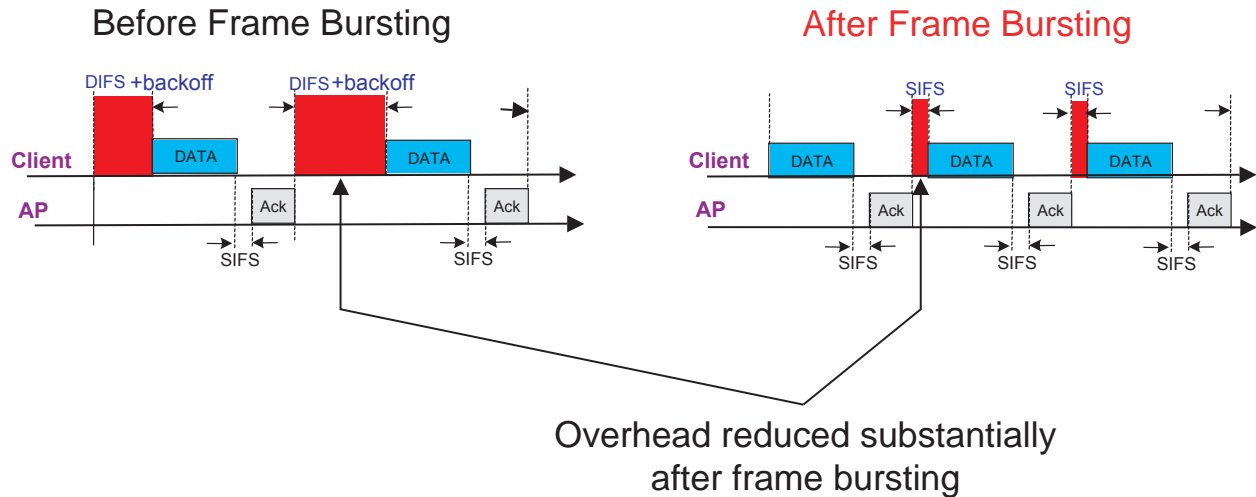 Before Frame Bursting
After Frame Bursting
DIFS +backoff
DIFS +backoff
SIFS
SIFS
Client
DATA
DATA
Client
DATA
DATA
DATA
AP
Ack
Ack
AP
Ack
Ack
Ack
SIFS
SIFS
SIFS
SIFS
SIFS
Overhead reduced substantially
after frame bursting